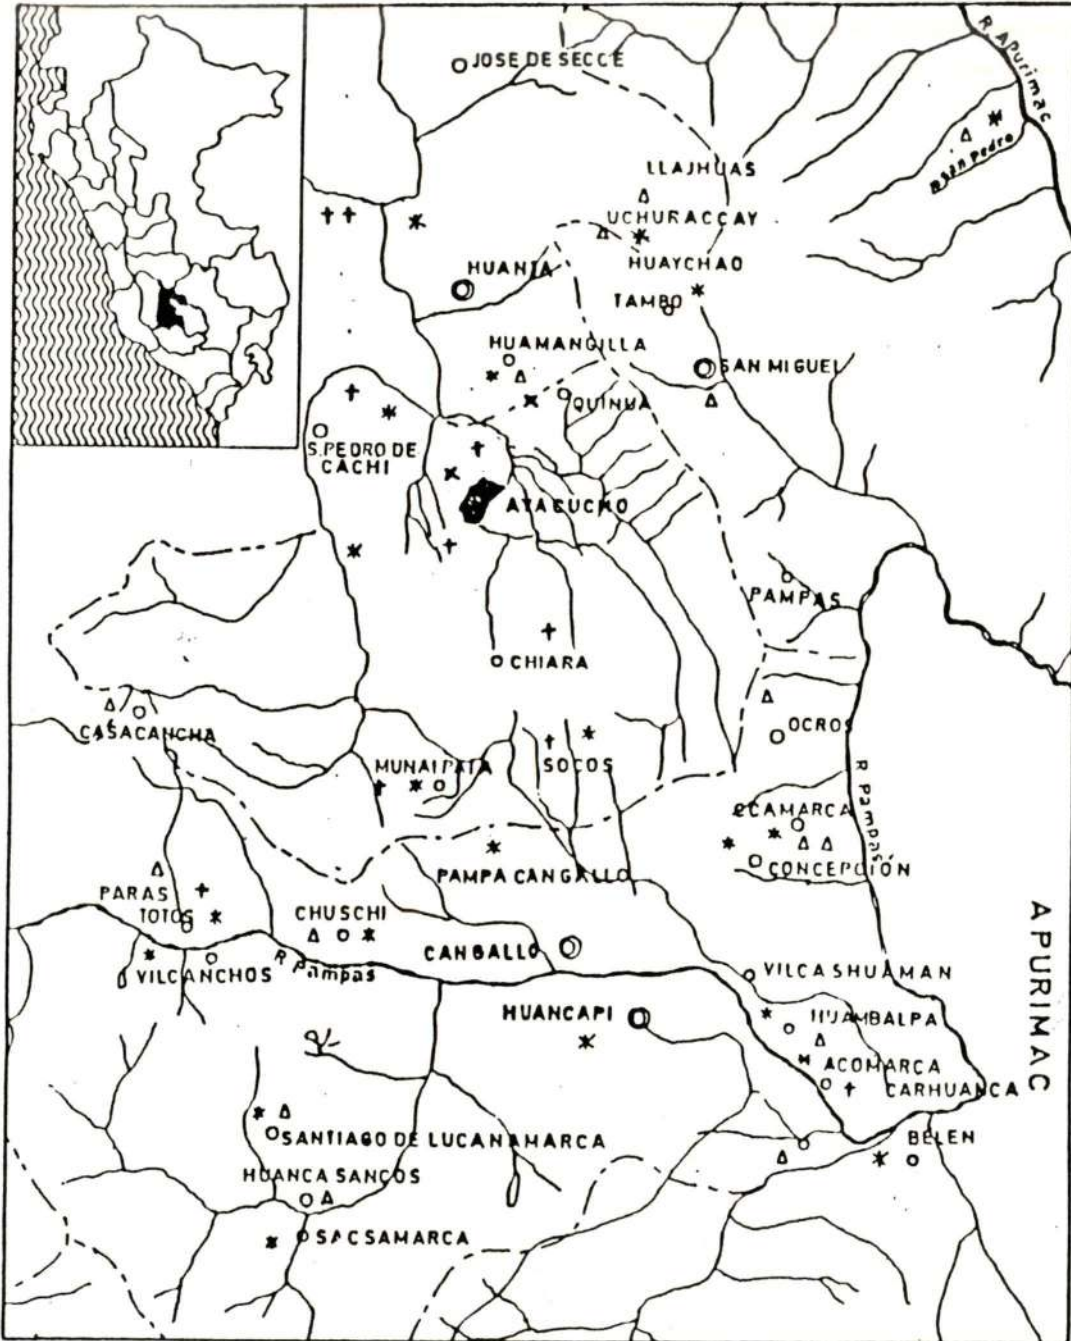 R. Apurimac
JOSE DE SECCE
R San Pedro
LLAJHUAS
UCHURACCAY
HUANTA
HUAYCHAO
TAMBO
HUAMANGILLA
SAN MIGUEL
QUINUA
S. PEDRO DE
CACHI
AYACUCHO
PAMPAS
CHIARA
OCROS
CASACANCHA
SOCOS
MUNAIPATA
R Pampas
CCAMARCA
CONCEPCIÓN
PAMPA CANGALLO
PARAS
TOTOS
CHUSCHI
CANGALLO
APURIMAC
VILCANCHOS
R Pampas
VILCASHUAMAN
HUANCAPI
HUAMBALPA
ACOMARCA
CARHUANCA
SANTIAGO DE LUCANAMARCA
BELEN
HUANCA SANCOS
SACSAMARCA